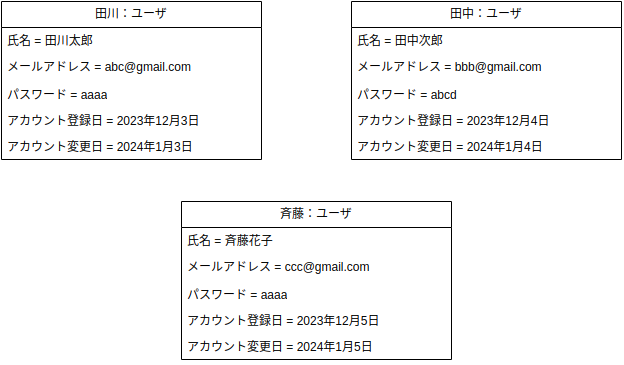 田川：ユーザ
氏名 = 田川太郎
メールアドレス = abc@gmail.com
パスワード = aaaa
アカウント登録日 = 2023年12月3日
アカウント変更日 = 2024年1月3日
田中：ユーザ
氏名 = 田中次郎
メールアドレス = bbb@gmail.com
パスワード = abcd
アカウント登録日 = 2023年12月4日
アカウント変更日 = 2024年1月4日
斉藤：ユーザ
氏名 = 斉藤花子
メールアドレス = ccc@gmail.com
パスワード = aaaa
アカウント登録日 = 2023年12月5日
アカウント変更日 = 2024年1月5日